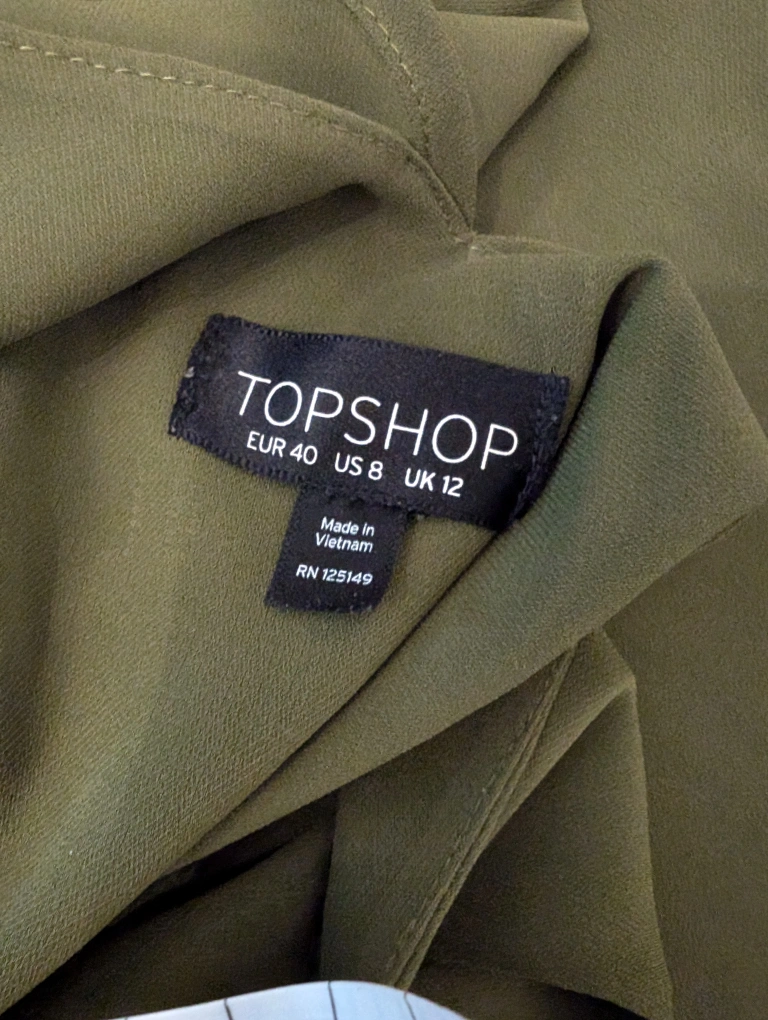 TOPSHOP
EUR 40 US 8 UK 12
Made in
Vietnam
RN 125149